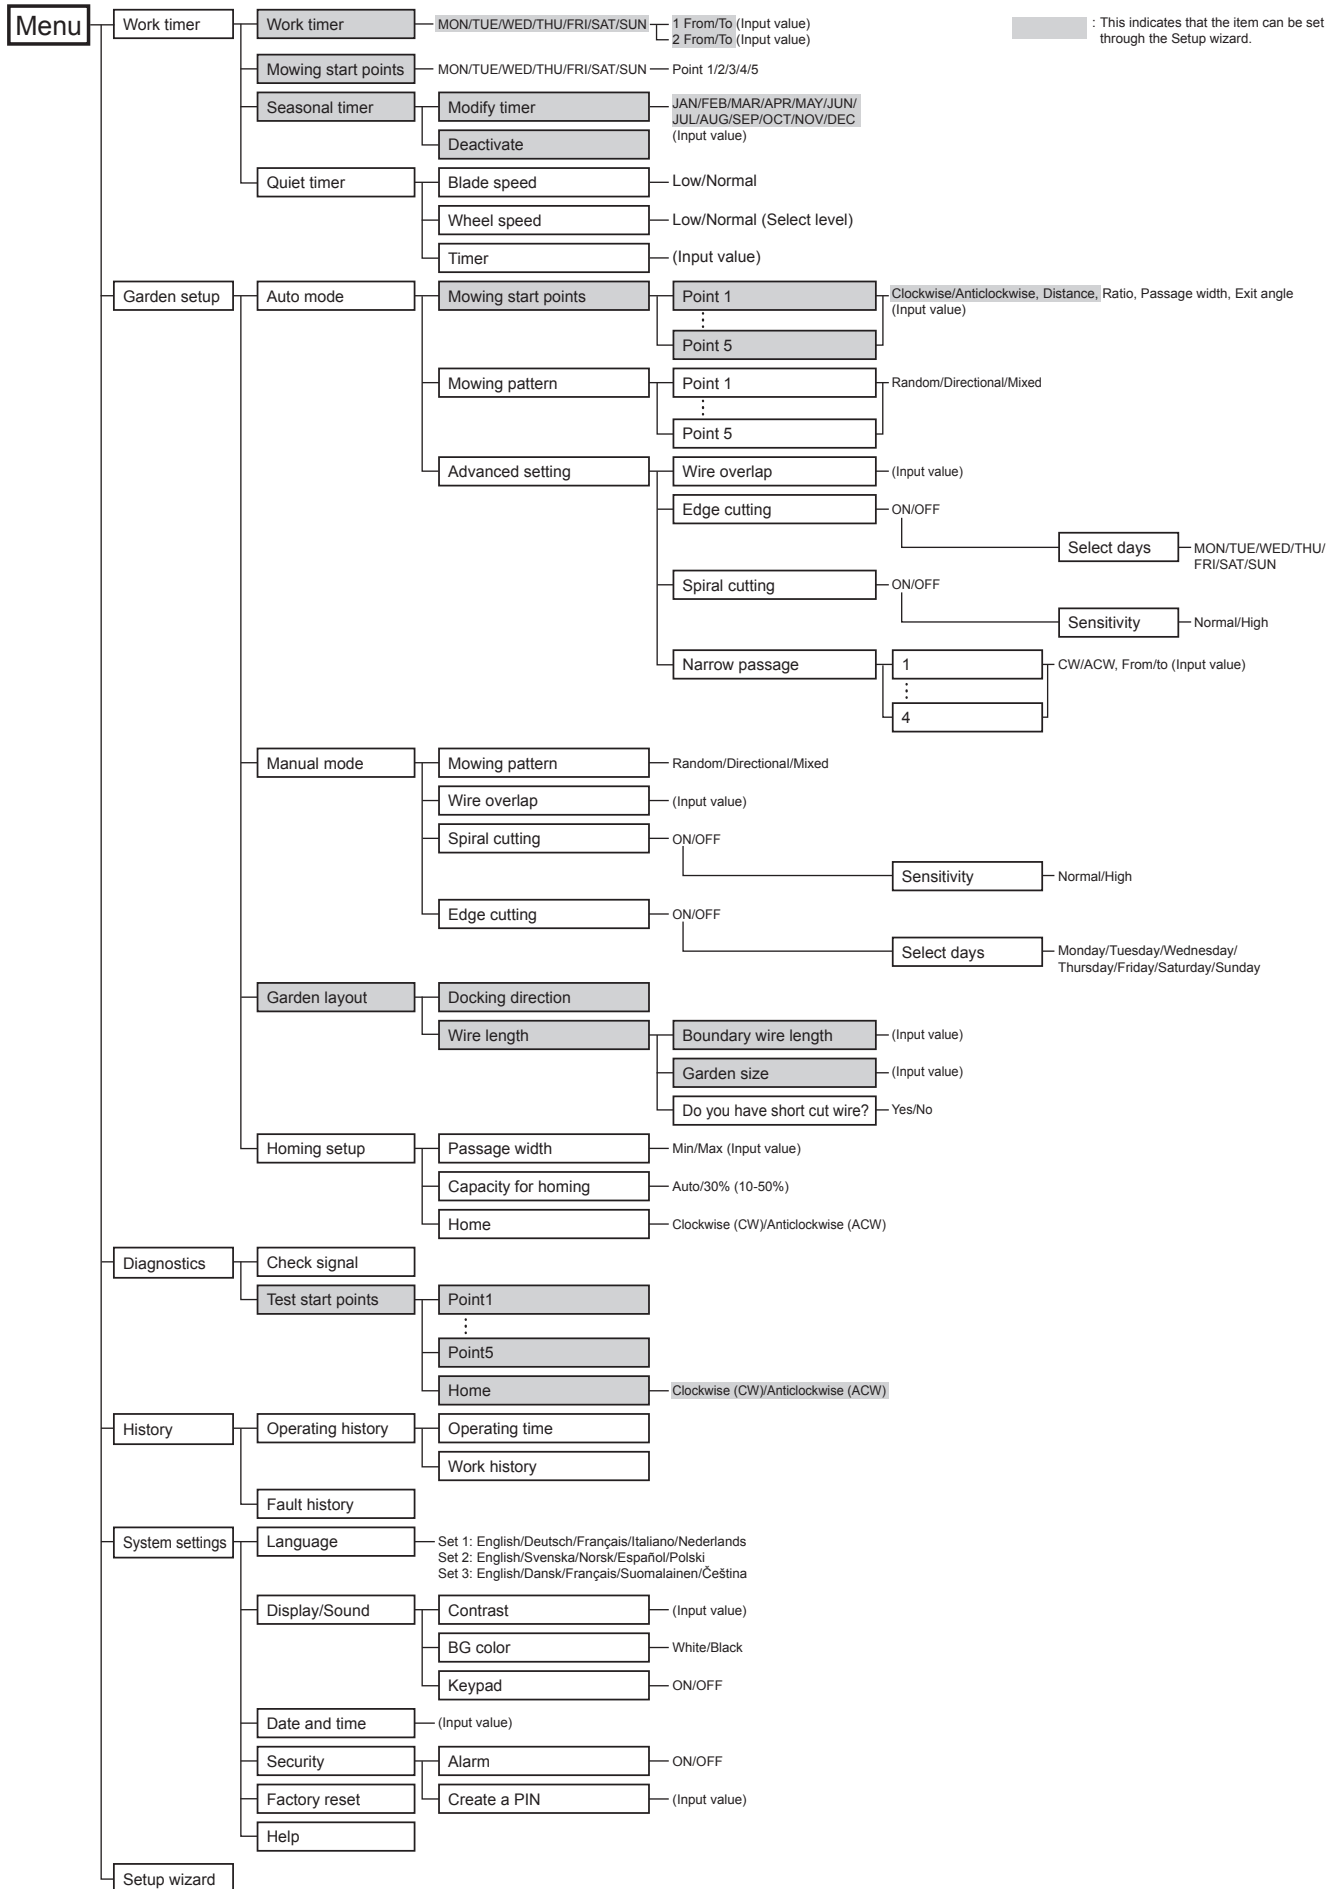 Menu
Work timer
Work timer
MON/TUE/WED/THU/FRI/SAT/SUN
1 From/To (Input value)
2 From/To (Input value)
: This indicates that the item can be set
through the Setup wizard.
Mowing start points
MON/TUE/WED/THU/FRI/SAT/SUN
Point 1/2/3/4/5
Seasonal timer
Modify timer
JAN/FEB/MAR/APR/MAY/JUN/
JUL/AUG/SEP/OCT/NOV/DEC
(Input value)
Deactivate
Quiet timer
Blade speed
Low/Normal
Wheel speed
Low/Normal (Select level)
Timer
(Input value)
Garden setup
Auto mode
Mowing start points
Point 1
Clockwise/Anticlockwise, Distance, Ratio, Passage width, Exit angle
(Input value)
Point 5
Mowing pattern
Point 1
Random/Directional/Mixed
Point 5
Advanced setting
Wire overlap
(Input value)
Edge cutting
ON/OFF
Select days
MON/TUE/WED/THU/
FRI/SAT/SUN
Spiral cutting
ON/OFF
Sensitivity
Normal/High
Narrow passage
1
CW/ACW, From/to (Input value)
4
Manual mode
Mowing pattern
Random/Directional/Mixed
Wire overlap
(Input value)
Spiral cutting
ON/OFF
Sensitivity
Normal/High
Edge cutting
ON/OFF
Select days
Monday/Tuesday/Wednesday/
Thursday/Friday/Saturday/Sunday
Garden layout
Docking direction
Wire length
Boundary wire length
(Input value)
Garden size
(Input value)
Do you have short cut wire?
Yes/No
Homing setup
Passage width
Min/Max (Input value)
Capacity for homing
Auto/30% (10-50%)
Home
Clockwise (CW)/Anticlockwise (ACW)
Diagnostics
Check signal
Test start points
Point1
Point5
Home
Clockwise (CW)/Anticlockwise (ACW)
History
Operating history
Operating time
Work history
Fault history
System settings
Language
Set 1: English/Deutsch/Français/Italiano/Nederlands
Set 2: English/Svenska/Norsk/Español/Polski
Set 3: English/Dansk/Français/Suomalainen/Čeština
Display/Sound
Contrast
(Input value)
BG color
White/Black
Keypad
ON/OFF
Date and time
(Input value)
Security
Alarm
ON/OFF
Factory reset
Create a PIN
(Input value)
Help
Setup wizard